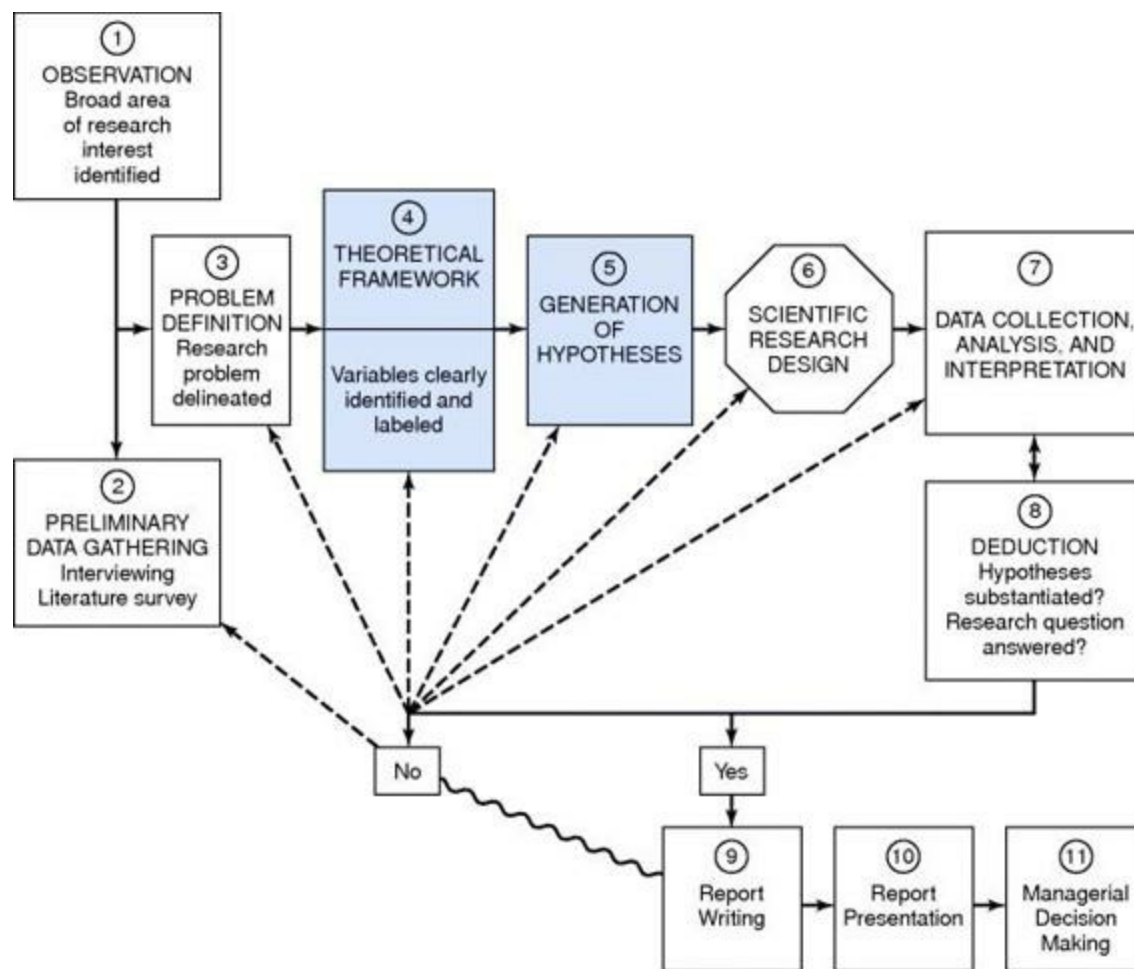 1
OBSERVATION
Broad area
of research
interest
identified
2
PRELIMINARY
DATA GATHERING
Interviewing
Literature survey
3
PROBLEM
DEFINITION
Research
problem
delineated
4
THEORETICAL
FRAMEWORK
Variables clearly
identified and
labeled
5
GENERATION
OF
HYPOTHESES
6
SCIENTIFIC
RESEARCH
DESIGN
7
DATA COLLECTION,
ANALYSIS, AND
INTERPRETATION
8
DEDUCTION
Hypotheses
substantiated?
Research question
answered?
No
Yes
9
Report
Writing
10
Report
Presentation
11
Managerial
Decision
Making